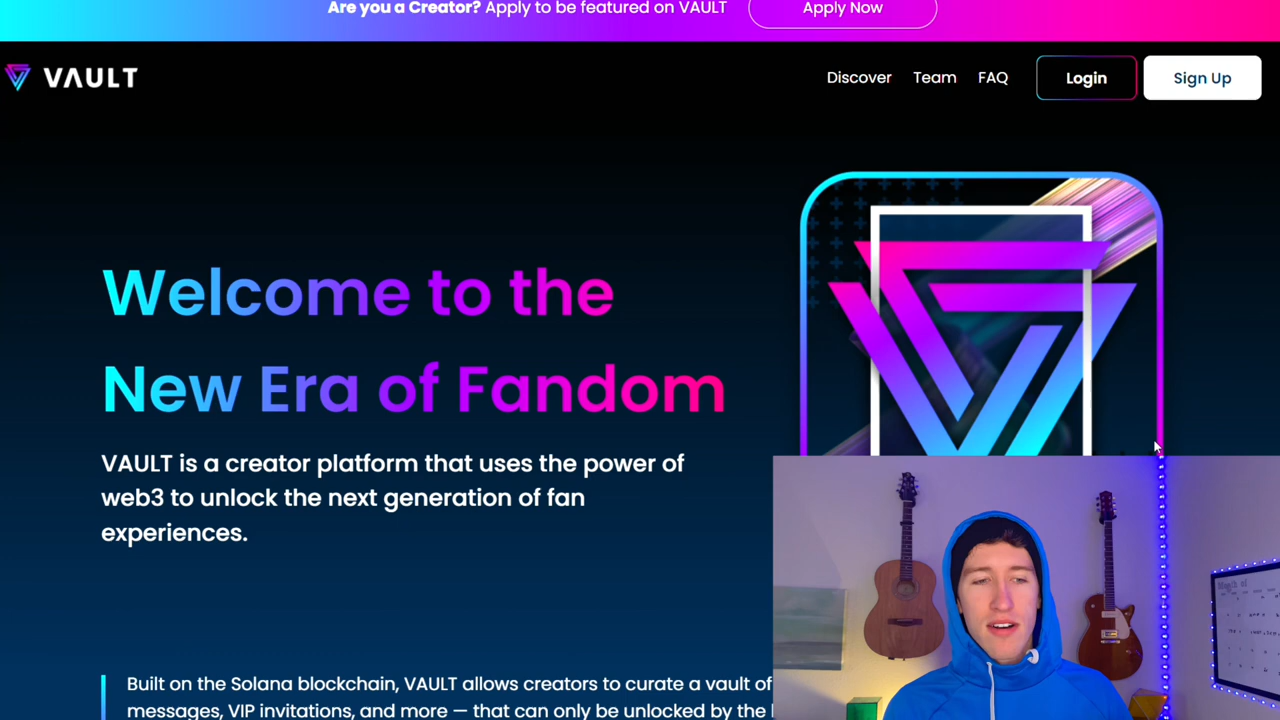 Are you a Creator? Apply to be featured on VAULT
Apply Now
VAULT
Discover
Team
FAQ
Login
Sign Up
Welcome to the
New Era of Fandom
VAULT is a creator platform that uses the power of
web3 to unlock the next generation of fan
experiences.
Built on the Solana blockchain, VAULT allows creators to curate a vault of
messages, VIP invitations, and more — that can only be unlocked by the